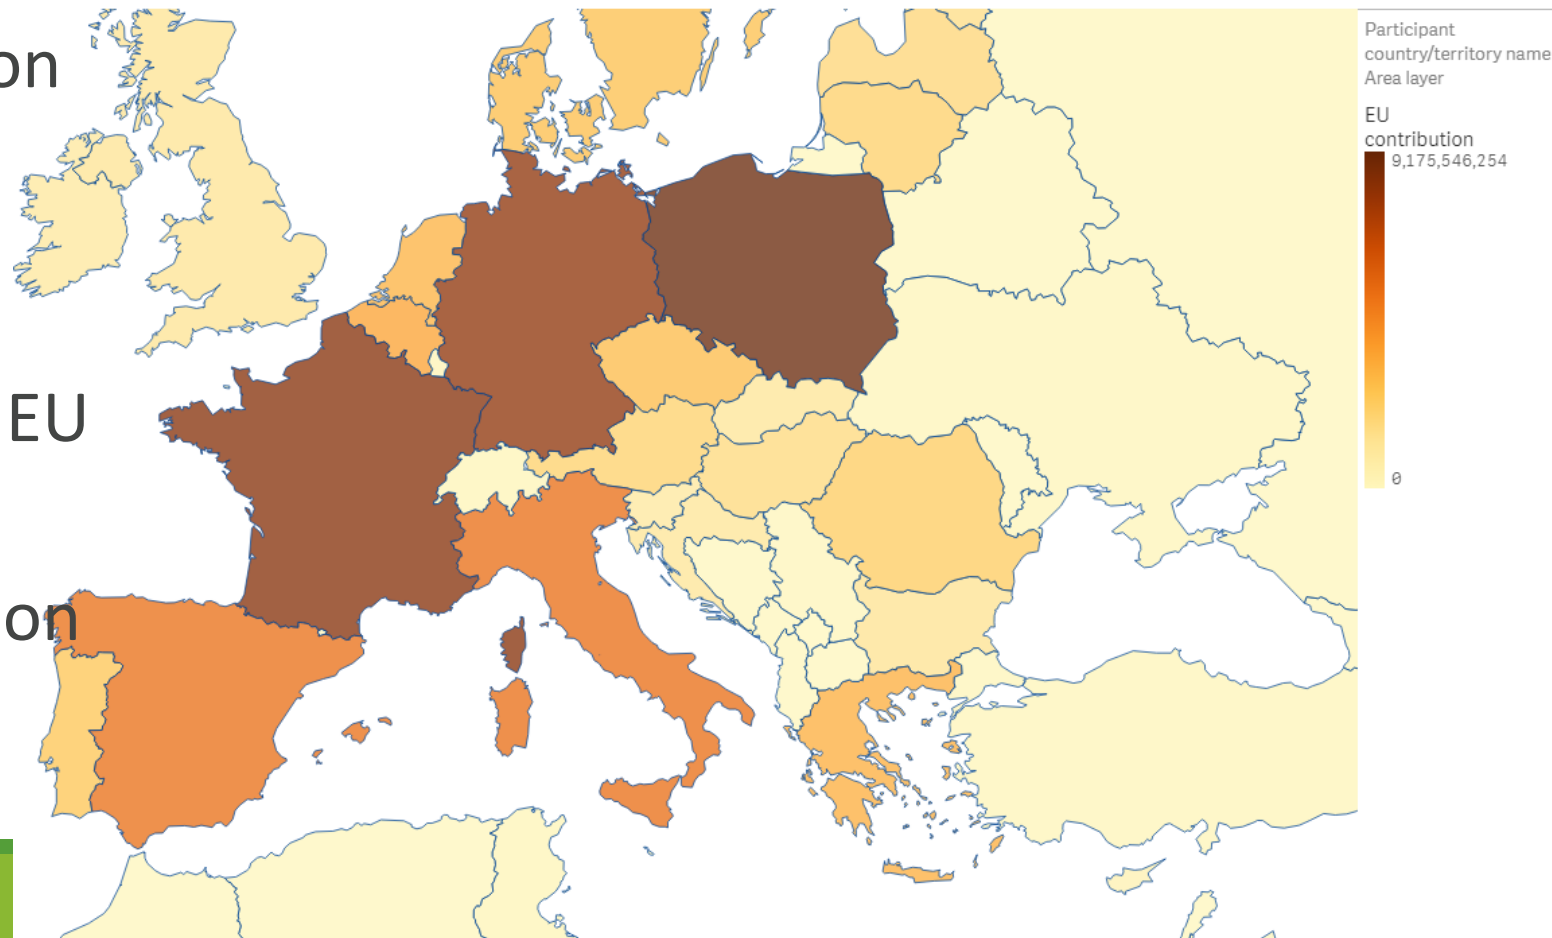 on
EU
on
Participant
country/territory name
Area layer
EU
contribution
9,175,546,254
0